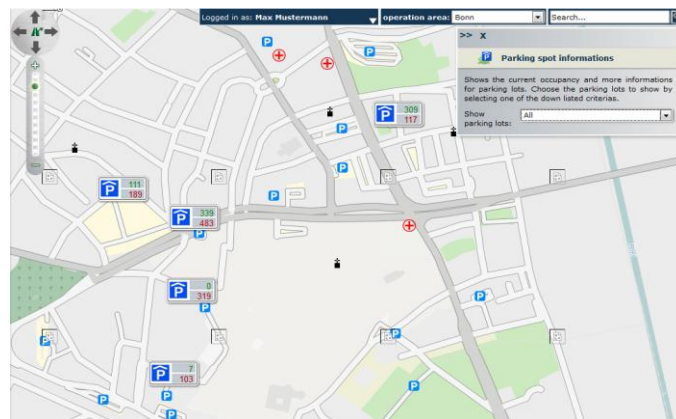 Logged in as: Max Mustermann
operation area: Bonn
Search...
>> X
Parking spot informations
Shows the current occupancy and more informations
for parking lots. Choose the parking lots to show by
selecting one of the down listed criterias.
Show
parking lots:
All
P
P
309
117
P
P
P
111
189
P
P
339
483
P
P
0
319
P
P
P
P
P
P
7
103
P
P